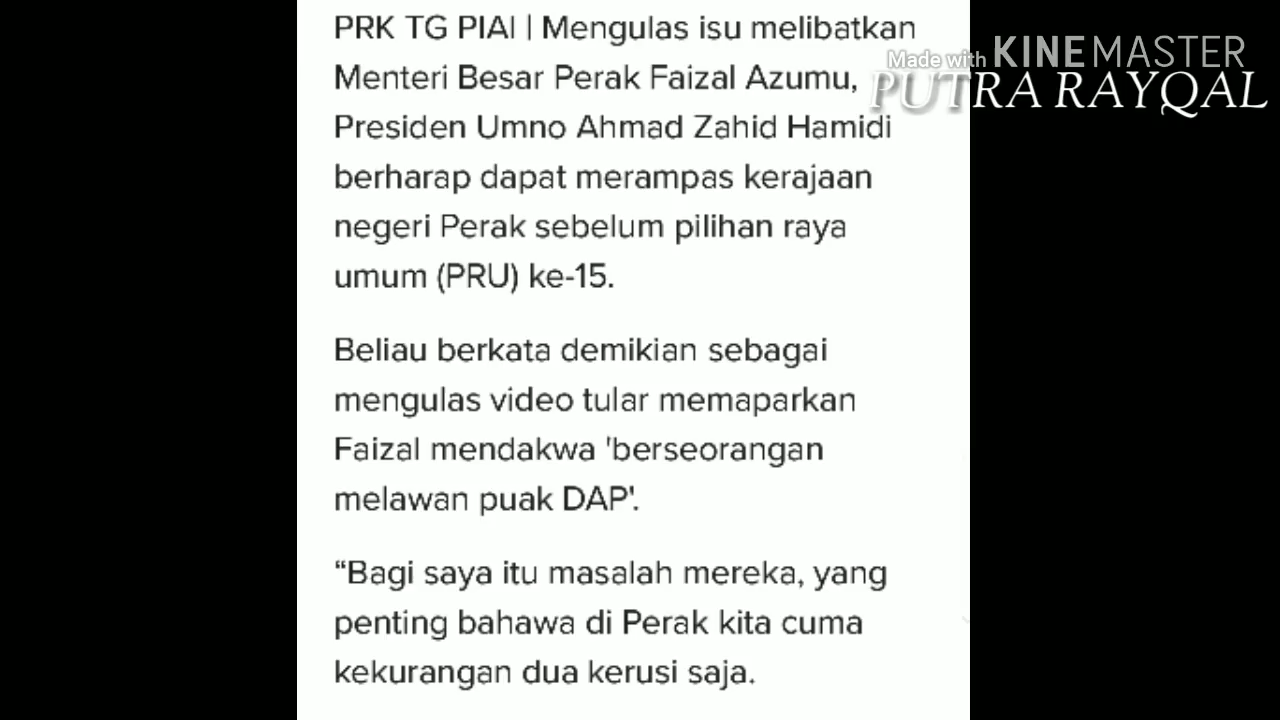 PRK TG PIAI | Mengulas isu melibatkan
Menteri Besar Perak Faizal Azumu,
Presiden Umno Ahmad Zahid Hamidi
berharap dapat merampas kerajaan
negeri Perak sebelum pilihan raya
umum (PRU) ke-15.
Beliau berkata demikian sebagai
mengulas video tular memaparkan
Faizal mendakwa 'berseorangan
melawan puak DAP'.
“Bagi saya itu masalah mereka, yang
penting bahawa di Perak kita cuma
kekurangan dua kerusi saja.
Made with KINEMASTER
PUTRA RAYQAL